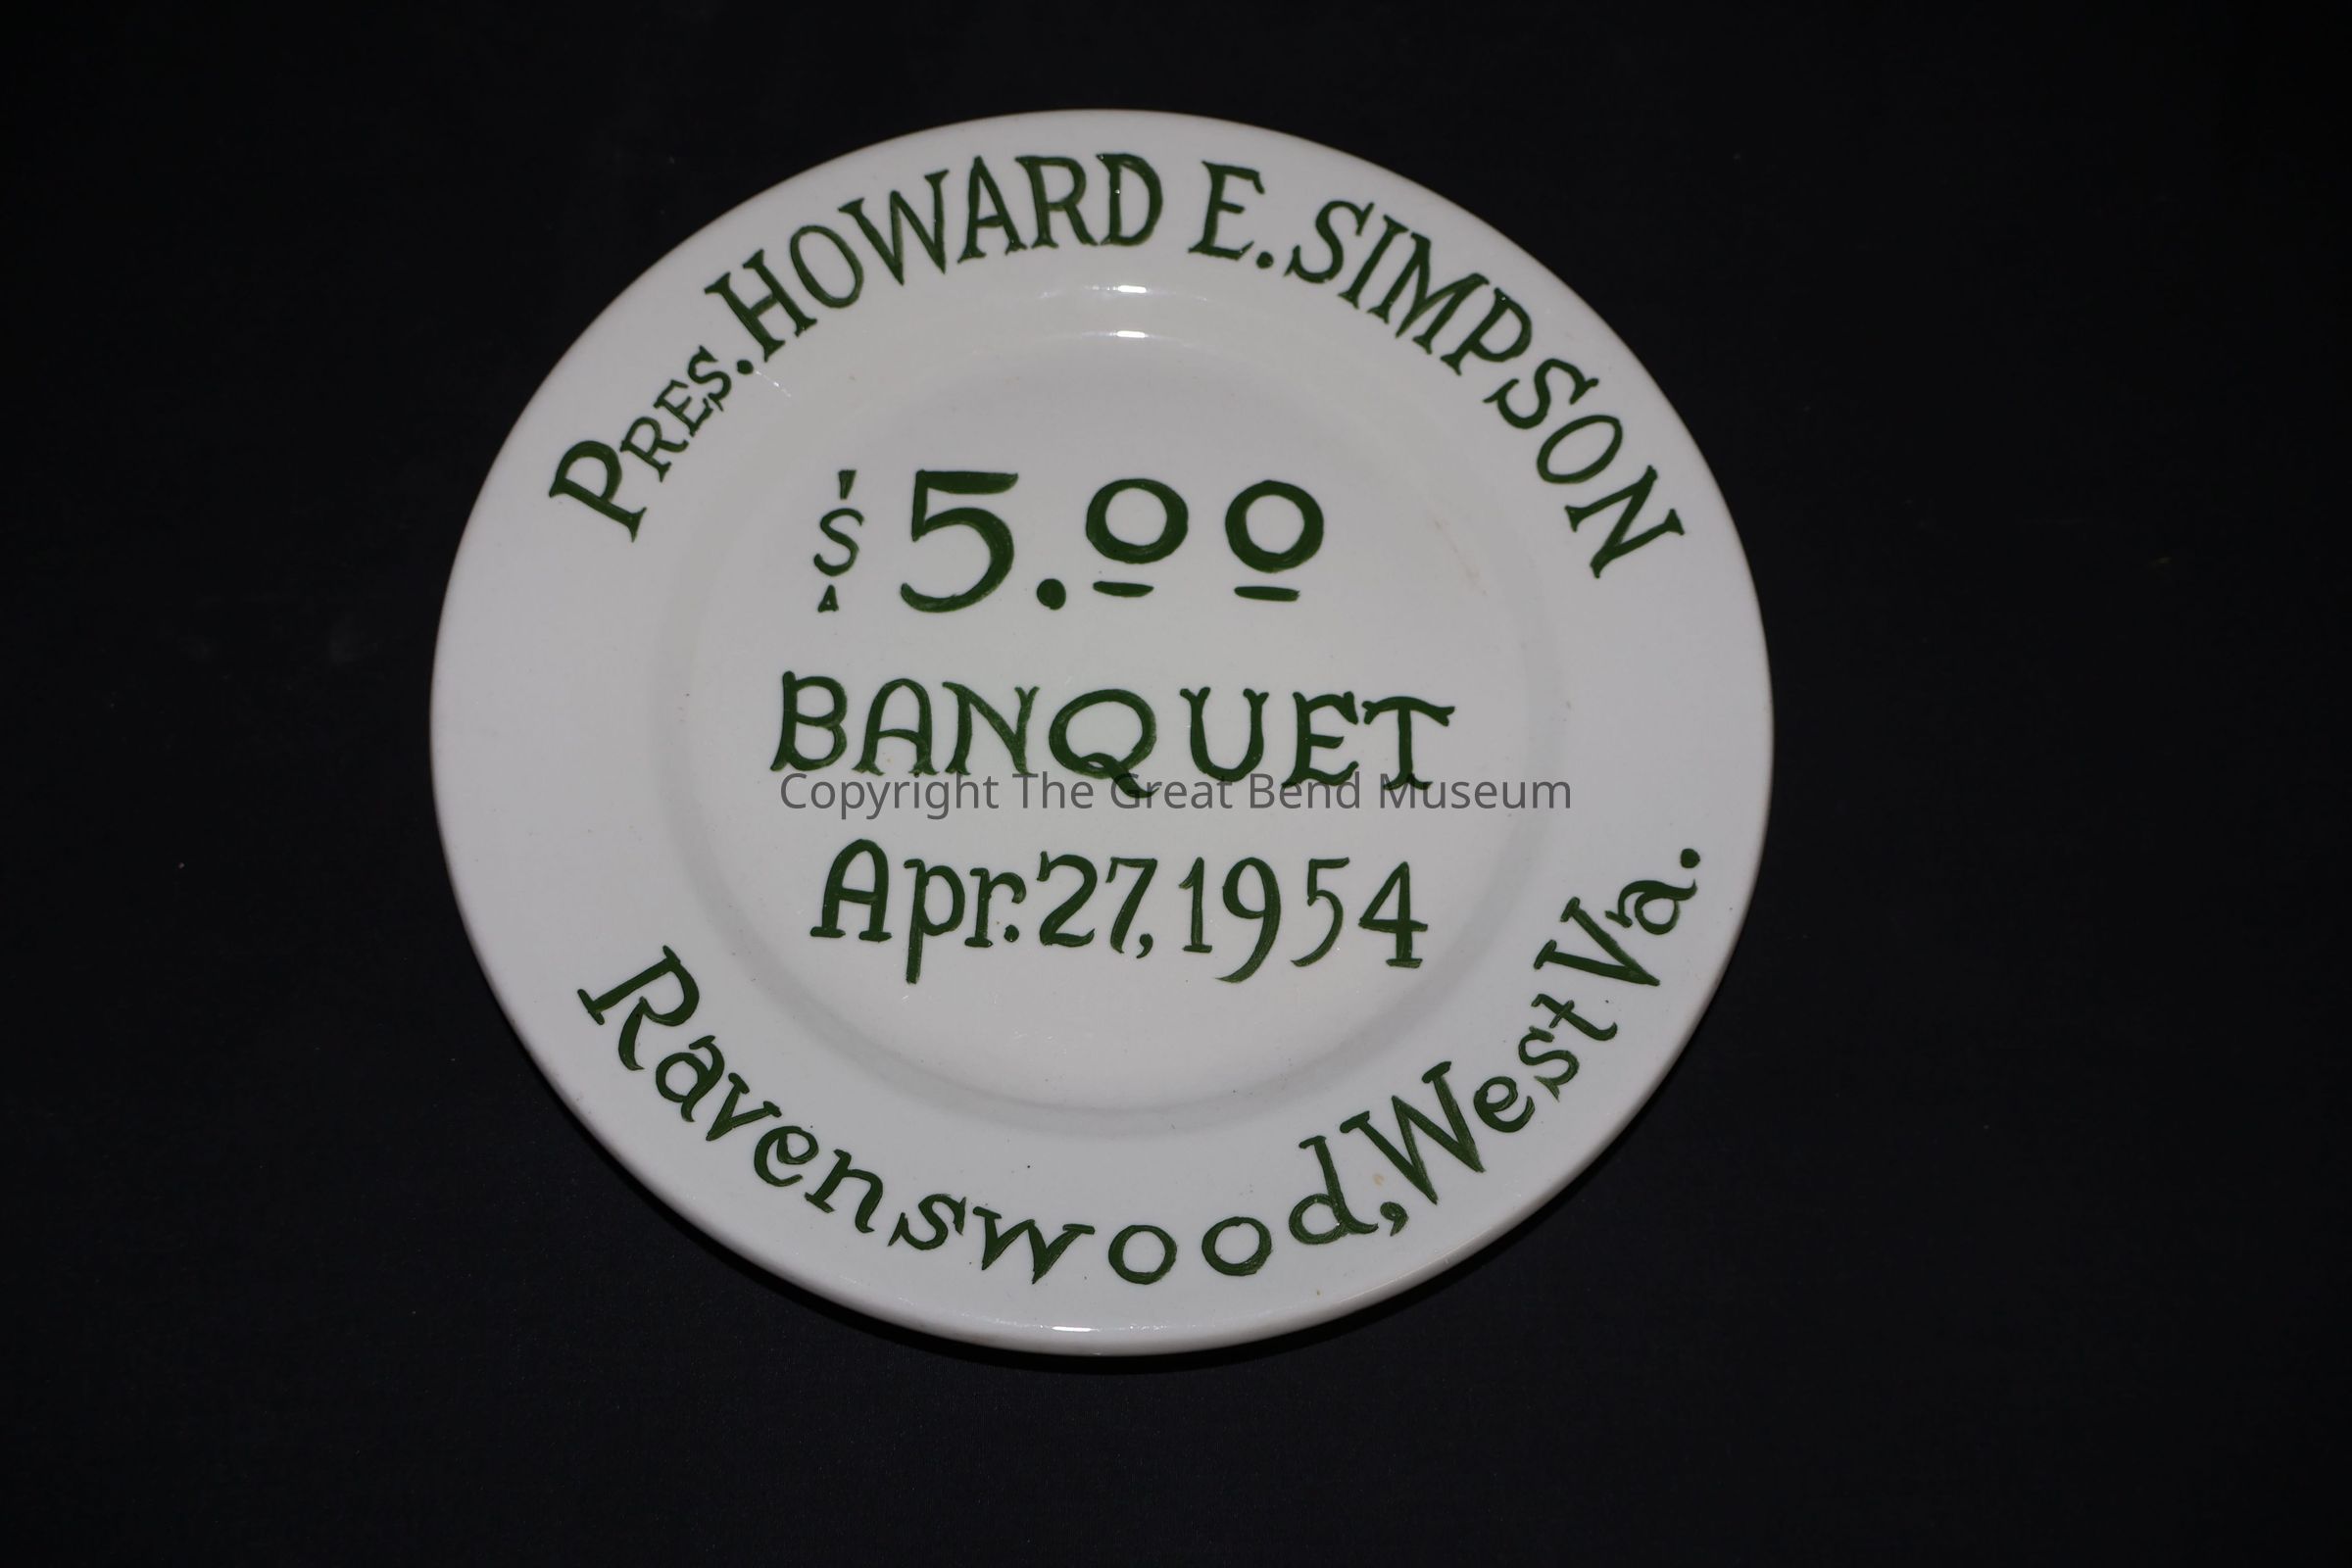 Pres. HOWARD E. SIMPSON
$5.00
BANQUET
Copyright The Great Bend Museum
Apr. 27, 1954
Ravenswood, West Va.